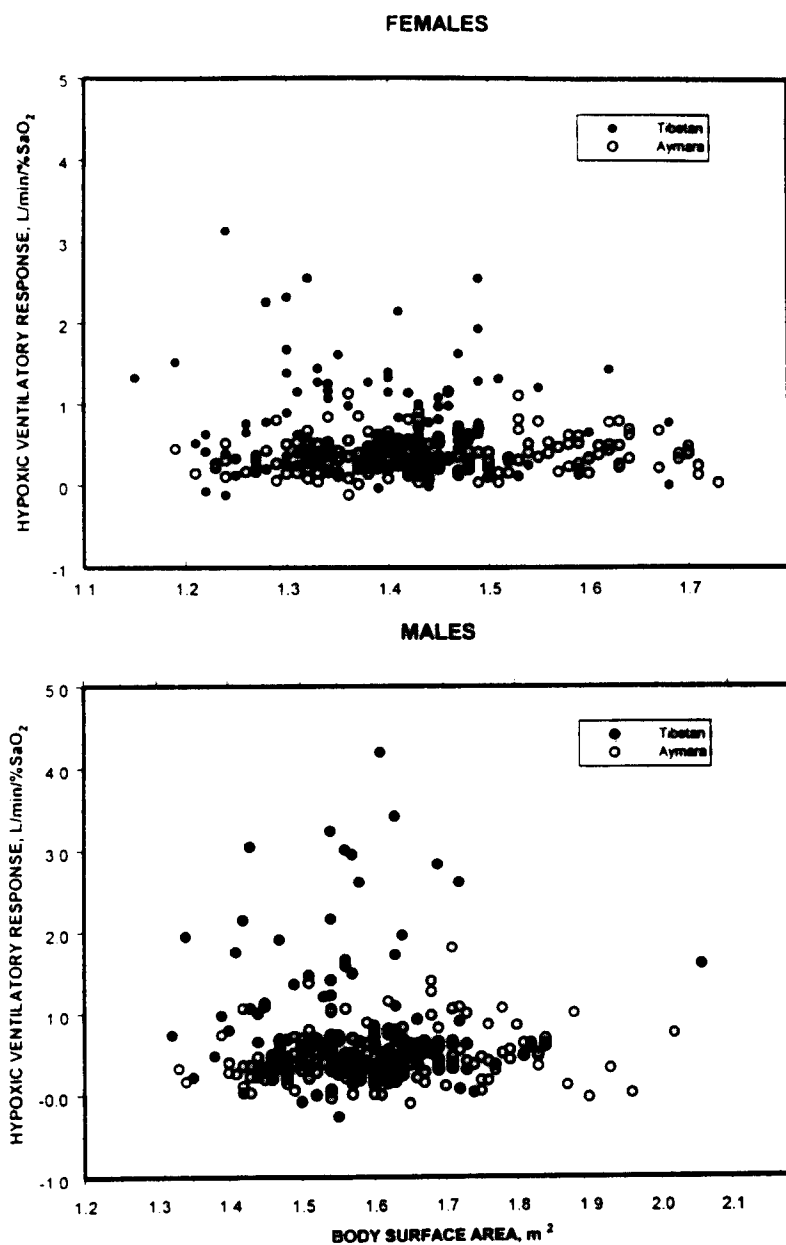 FEMALES
HYPOXIC VENTILATORY RESPONSE, L/min/%SaO₂
5
4
3
2
1
0
-1
Tibetan
Aymara
1.1 1.2 1.3 1.4 1.5 1.6 1.7
MALES
HYPOXIC VENTILATORY RESPONSE, L/min/%SaO₂
5 0
4 0
3 0
2 0
1 0
-0 0
-1 0
Tibetan
Aymara
1.2 1.3 1.4 1.5 1.6 1.7 1.8 1.9 2.0 2.1
BODY SURFACE AREA, m²